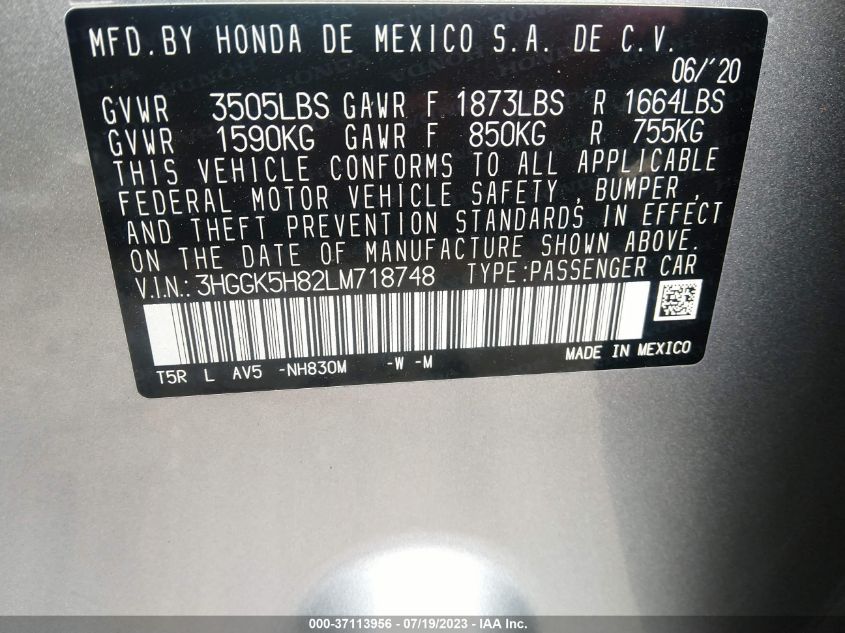 MFD.BY HONDA DE MEXICO S.A. DE C.V.
06/'20
GVWR 3505LBS GAWR F 1873LBS R 1664LBS
GVWR 1590KG GAWR F 850KG R 755KG
THIS VEHICLE CONFORMS TO ALL APPLICABLE
FEDERAL MOTOR VEHICLE SAFETY, BUMPER,
AND THEFT PREVENTION STANDARDS IN EFFECT
ON THE DATE OF MANUFACTURE SHOWN ABOVE.
V.I.N.: 3HGGK5H82LM718748 TYPE:PASSENGER CAR
T5R L AV5 -NH830M -W -M MADE IN MEXICO
000-37113956 - 07/19/2023 - IAA Inc.